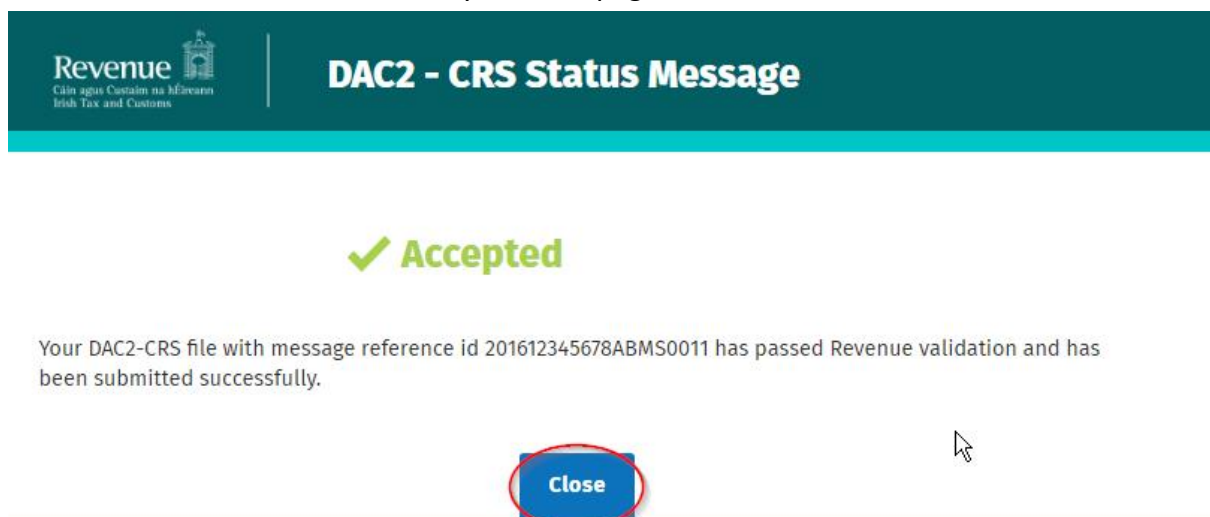 Revenue
Cáin agus Custaim na hÉireann
Irish Tax and Customs
DAC2 - CRS Status Message
Accepted
Your DAC2-CRS file with message reference id 201612345678ABMS0011 has passed Revenue validation and has
been submitted successfully.
Close